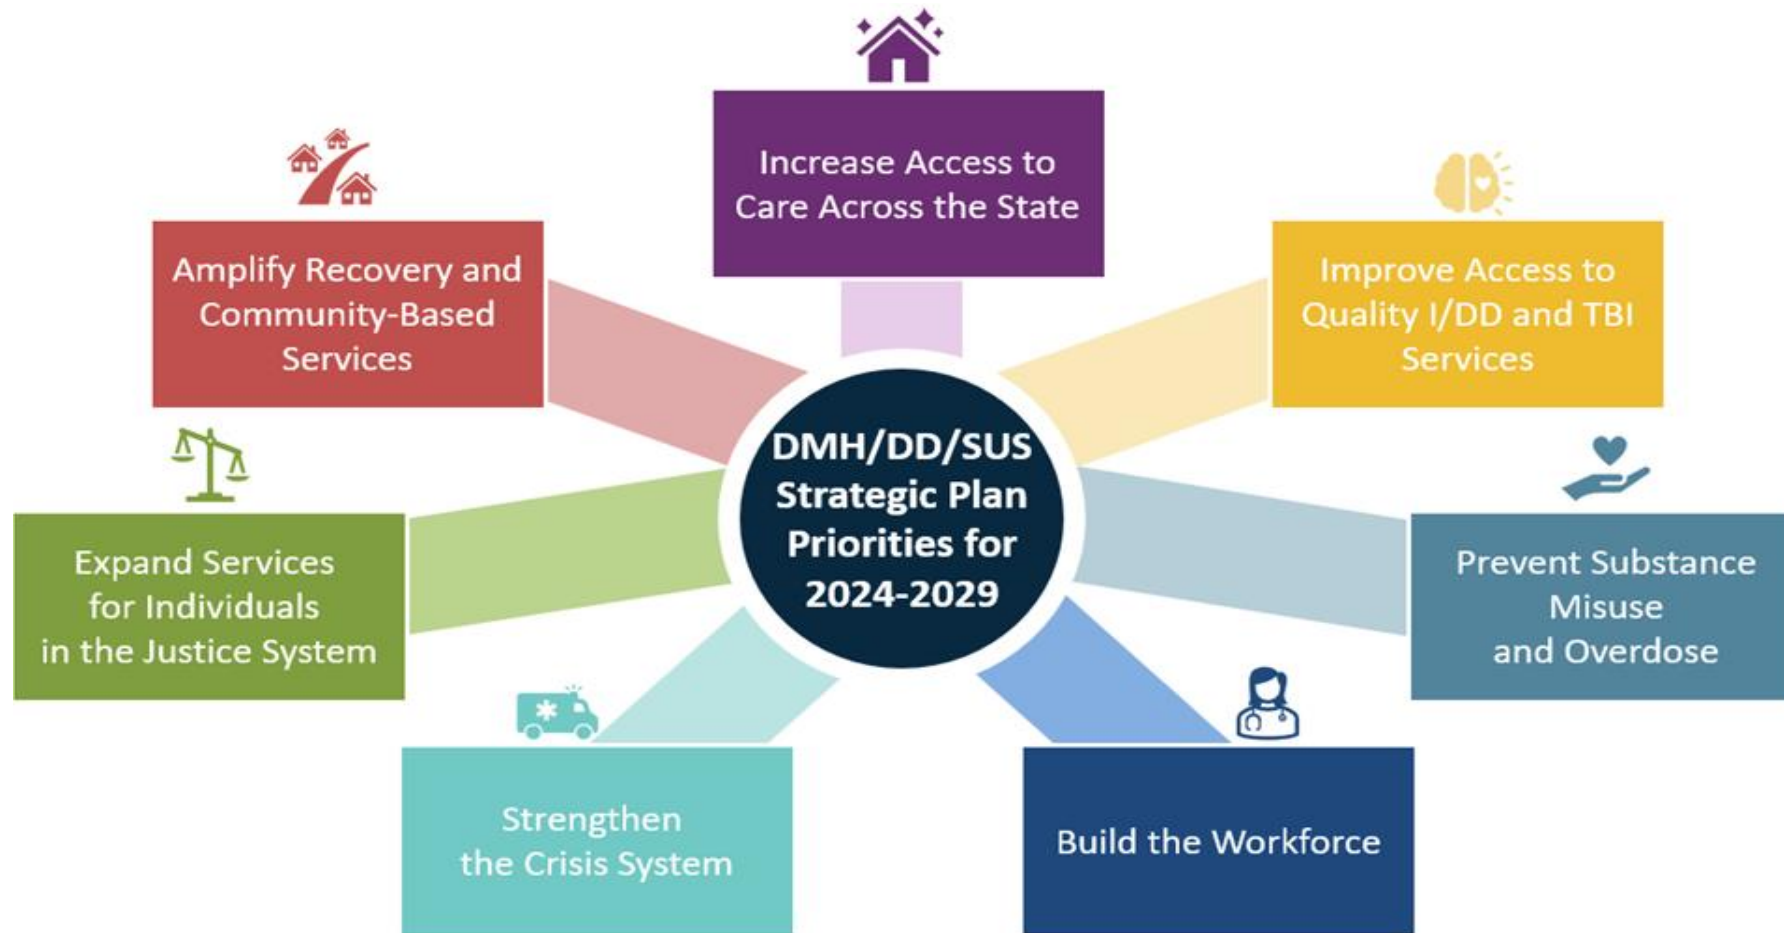 Increase Access to
Care Across the State
Amplify Recovery and
Community-Based
Services
Improve Access to
Quality I/DD and TBI
Services
DMH/DD/SUS
Strategic Plan
Priorities for
2024-2029
Expand Services
for Individuals
in the Justice System
Prevent Substance
Misuse
and Overdose
Strengthen
the Crisis System
Build the Workforce